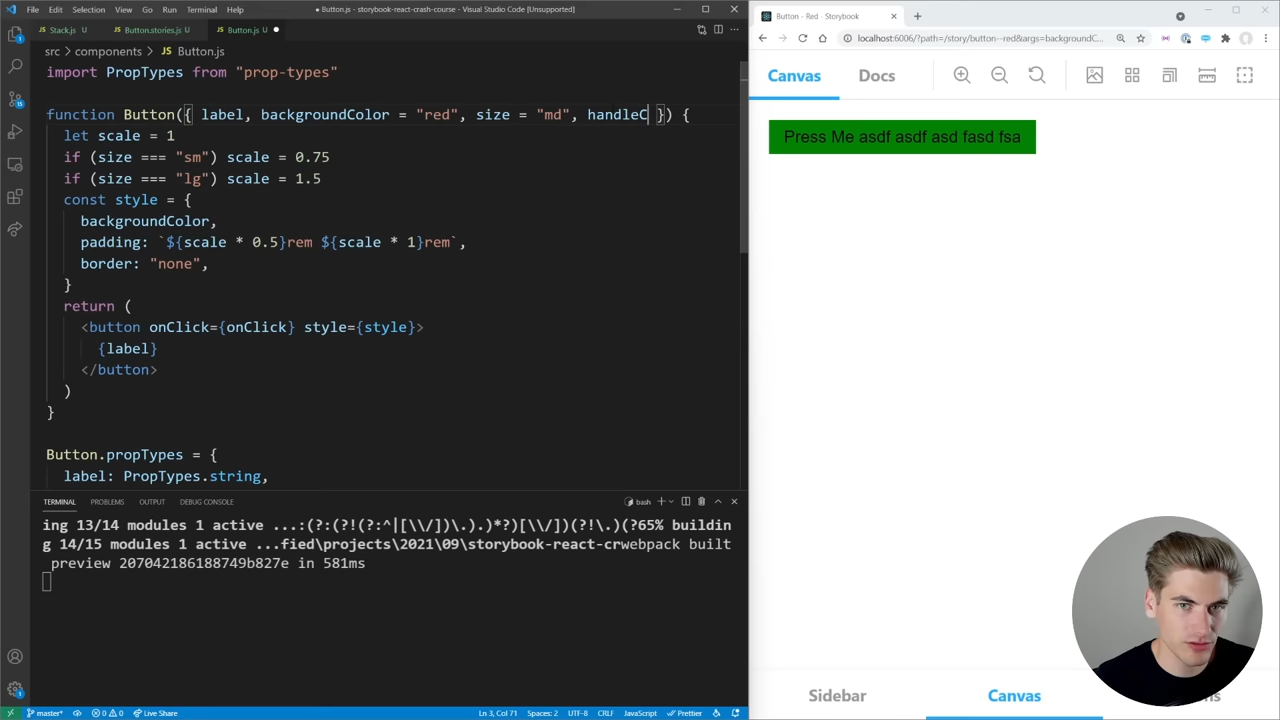 File Edit Selection View Go Run Terminal Help
● Button.js - storybook-react-crash-course - Visual Studio Code [Unsupported]
Stack.js U
Button.stories.js U
Button.js U
src > components > Button.js
import PropTypes from "prop-types"
function Button({ label, backgroundColor = "red", size = "md", handleC }) {
let scale = 1
if (size === "sm") scale = 0.75
if (size === "lg") scale = 1.5
const style = {
backgroundColor,
padding: `${scale * 0.5}rem ${scale * 1}rem`,
border: "none",
}
return (
<button onClick={onClick} style={style}>
{label}
</button>
)
}
Button.propTypes = {
label: PropTypes.string,
TERMINAL PROBLEMS OUTPUT DEBUG CONSOLE
bash
ing 13/14 modules 1 active ...:(?:(?!(?:^|[\\/])\.).)*?)[\\/])(?!\.)(?65% buildin
g 14/15 modules 1 active ...fied\projects\2021\09\storybook-react-crwebpack built
preview 207042186188749b827e in 581ms
master* 0 0 Live Share
Ln 3, Col 71 Spaces: 2 UTF-8 CRLF JavaScript Prettier
Button - Red · Storybook
localhost:6006/?path=/story/button--red&args=backgroundC...
Canvas Docs
Press Me asdf asdf asd fasd fsa
Sidebar Canvas